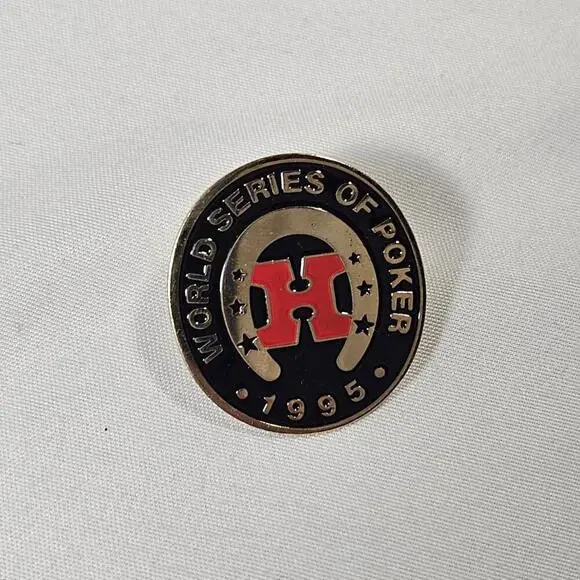 WORLD SERIES OF POKER
H
• 1995 •